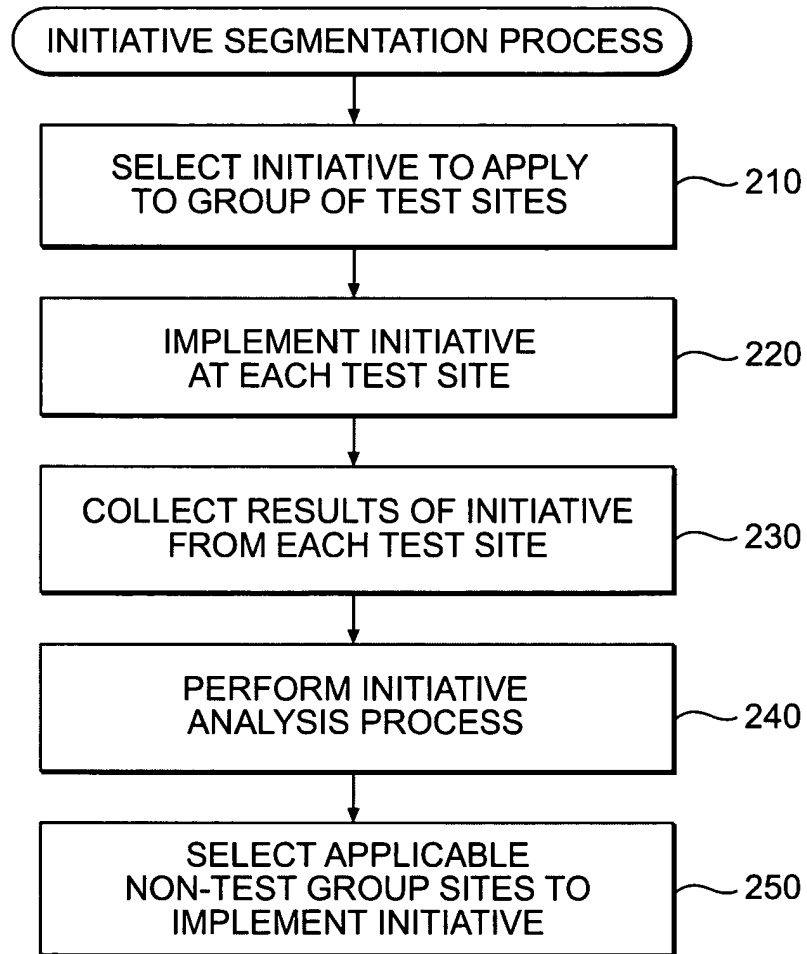 INITIATIVE SEGMENTATION PROCESS
SELECT INITIATIVE TO APPLY
TO GROUP OF TEST SITES
210
IMPLEMENT INITIATIVE
AT EACH TEST SITE
220
COLLECT RESULTS OF INITIATIVE
FROM EACH TEST SITE
230
PERFORM INITIATIVE
ANALYSIS PROCESS
240
SELECT APPLICABLE
NON-TEST GROUP SITES TO
IMPLEMENT INITIATIVE
250